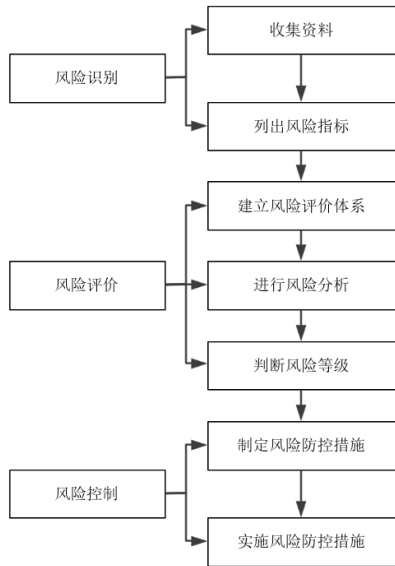 收集资料
风险识别
列出风险指标
建立风险评价体系
风险评价
进行风险分析
判断风险等级
制定风险防控措施
风险控制
实施风险防控措施